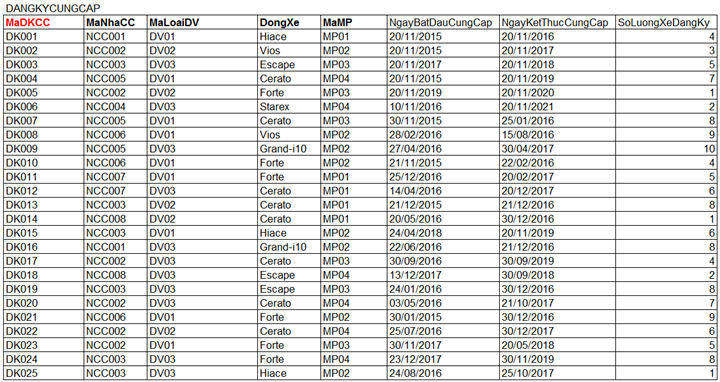 DANGKYCUNGCAP
MaDKCC MaNhaCC MaLoaiDV DongXe MaMP NgayBatDauCungCap NgayKetThucCungCap SoLuongXeDangKy
DK001 NCC001 DV01 Hiace MP01 20/11/2015 20/11/2016 4
DK002 NCC002 DV02 Vios MP02 20/11/2015 20/11/2017 3
DK003 NCC003 DV03 Escape MP03 20/11/2017 20/11/2018 5
DK004 NCC005 DV01 Cerato MP04 20/11/2015 20/11/2019 7
DK005 NCC002 DV02 Forte MP03 20/11/2019 20/11/2020 1
DK006 NCC004 DV03 Starex MP04 10/11/2016 20/11/2021 2
DK007 NCC005 DV01 Cerato MP03 30/11/2015 25/01/2016 8
DK008 NCC006 DV01 Vios MP02 28/02/2016 15/08/2016 9
DK009 NCC005 DV03 Grand-i10 MP02 27/04/2016 30/04/2017 10
DK010 NCC006 DV01 Forte MP02 21/11/2015 22/02/2016 4
DK011 NCC007 DV01 Forte MP01 25/12/2016 20/02/2017 5
DK012 NCC007 DV03 Cerato MP01 14/04/2016 20/12/2017 6
DK013 NCC003 DV02 Cerato MP01 21/12/2015 21/12/2016 8
DK014 NCC008 DV02 Cerato MP01 20/05/2016 30/12/2016 1
DK015 NCC003 DV01 Hiace MP02 24/04/2018 20/11/2019 6
DK016 NCC001 DV03 Grand-i10 MP02 22/06/2016 21/12/2016 8
DK017 NCC002 DV03 Cerato MP03 30/09/2016 30/09/2019 4
DK018 NCC008 DV03 Escape MP04 13/12/2017 30/09/2018 2
DK019 NCC003 DV03 Escape MP03 24/01/2016 30/12/2016 8
DK020 NCC002 DV03 Cerato MP04 03/05/2016 21/10/2017 7
DK021 NCC006 DV01 Forte MP02 30/01/2015 30/12/2016 9
DK022 NCC002 DV02 Cerato MP04 25/07/2016 30/12/2017 6
DK023 NCC002 DV01 Forte MP03 30/11/2017 20/05/2018 5
DK024 NCC003 DV03 Forte MP04 23/12/2017 30/11/2019 8
DK025 NCC003 DV03 Hiace MP02 24/08/2016 25/10/2017 1